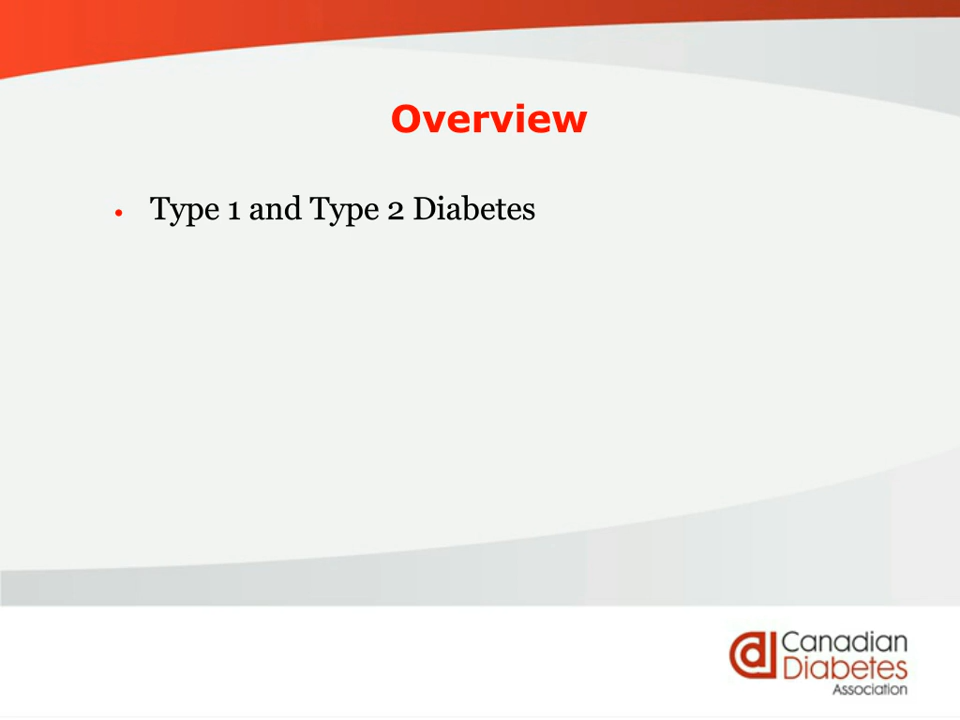 Overview
• Type 1 and Type 2 Diabetes
Canadian
Diabetes
Association